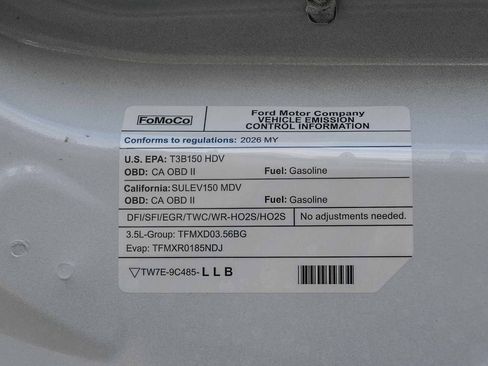 FoMoCo
Ford Motor Company
VEHICLE EMISSION
CONTROL INFORMATION
Conforms to regulations: 2026 MY
U.S. EPA: T3B150 HDV
OBD: CA OBD II Fuel: Gasoline
California: SULEV150 MDV
OBD: CA OBD II Fuel: Gasoline
DFI/SFI/EGR/TWC/WR-HO2S/HO2S No adjustments needed.
3.5L-Group: TFMXD03.56BG
Evap: TFMXR0185NDJ
TW7E-9C485-LLB